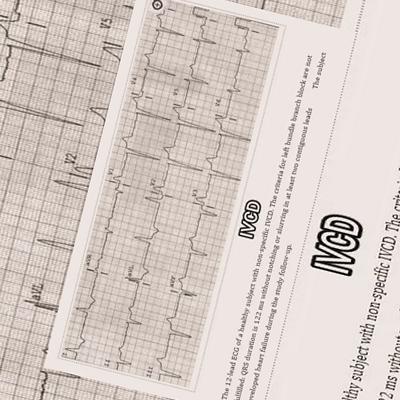 IVCD
The 12 lead ECG of a healthy subject with non-specific IVCD. The criteria for left bundle branch block are not
fulfilled: QRS duration is 122 ms without notching or slurring in at least two contiguous leads
The subject
developed heart failure during the study follow-up.
IVCD
healthy subject with non-specific IVCD. The crite
122 ms without
V3
V2
aVL
V1
V2
V3
V4
V5
V6
aVR
aVL
aVF
I
II
III